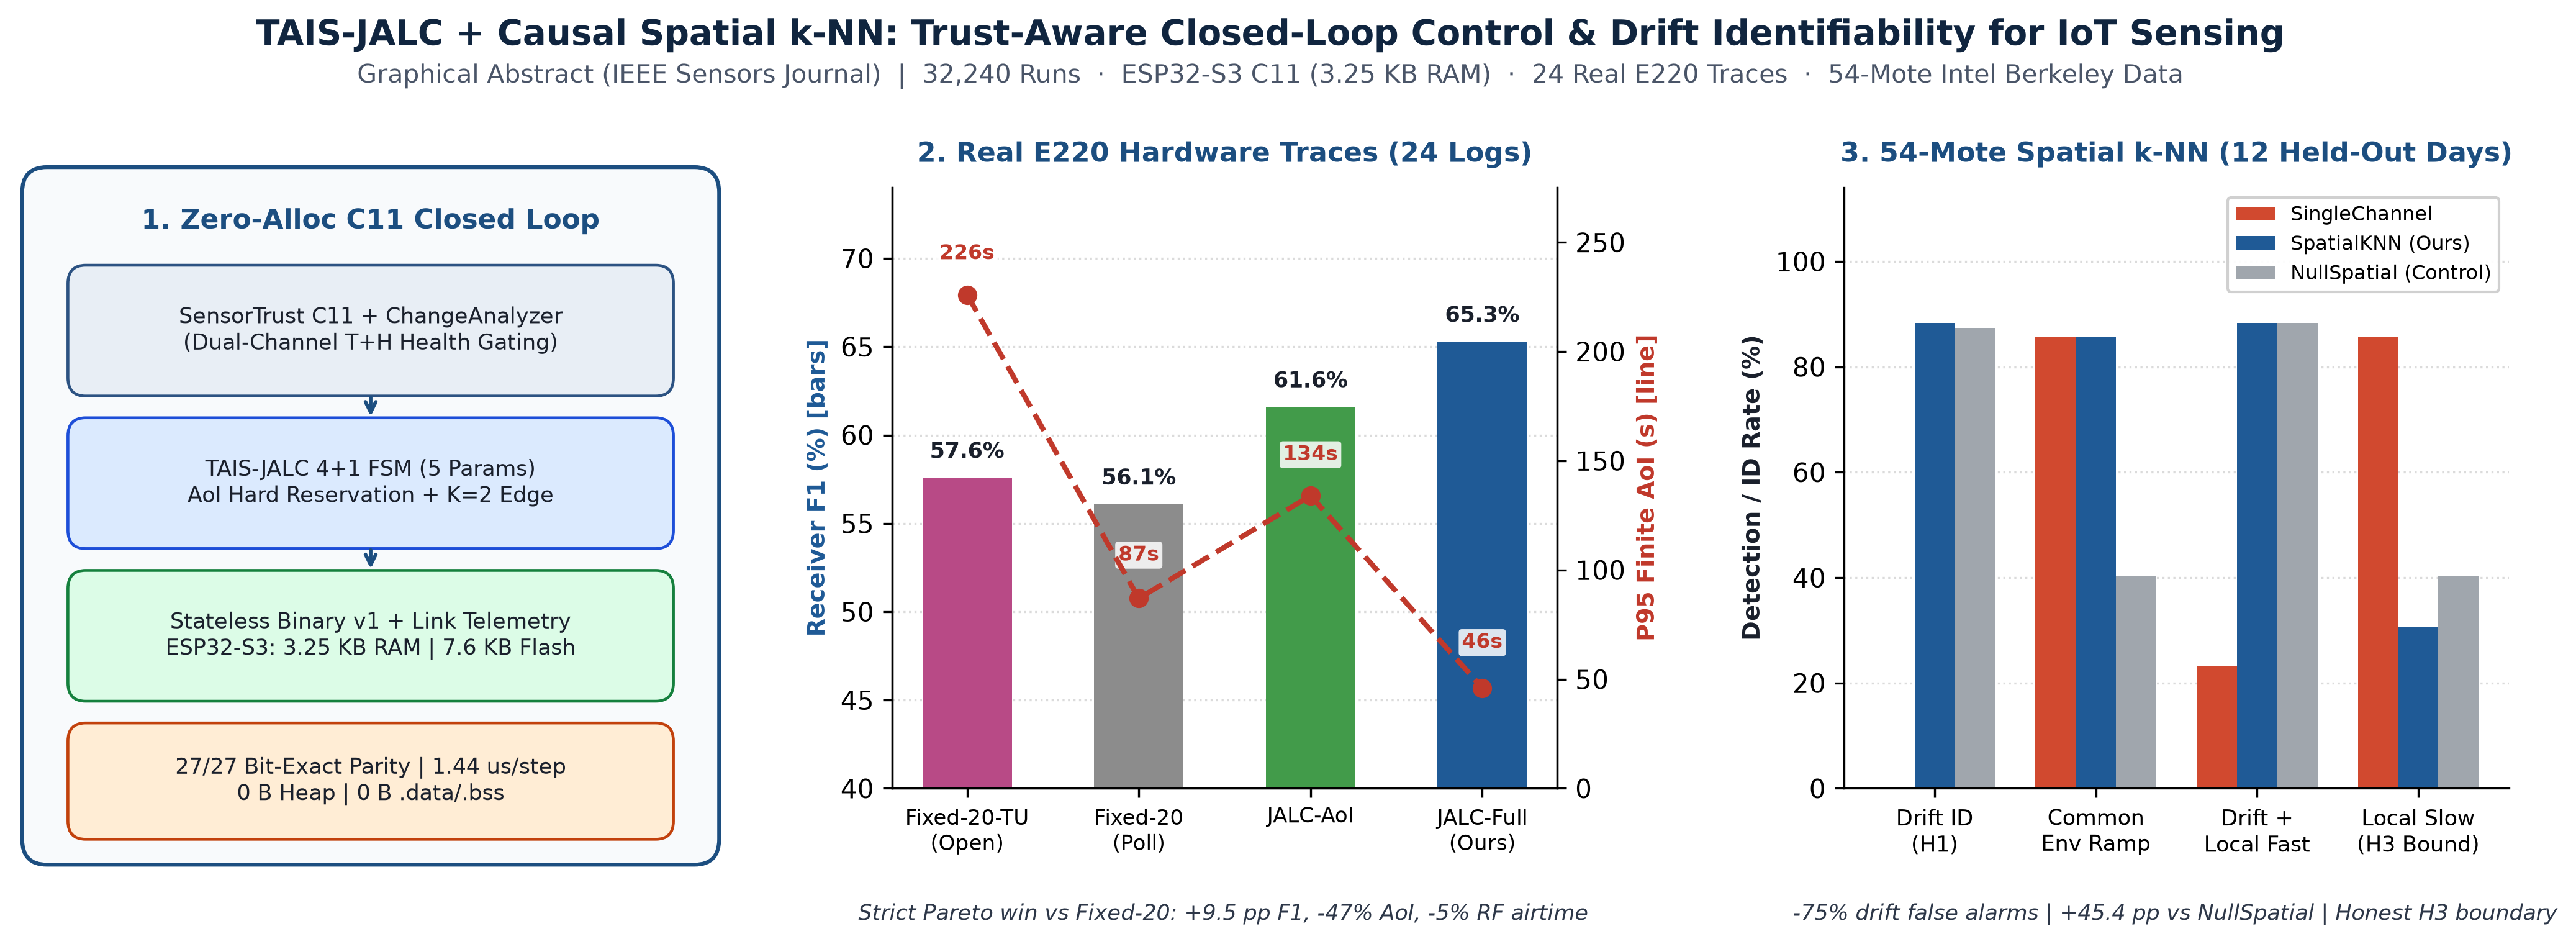 TAIS-JALC + Causal Spatial k-NN: Trust-Aware Closed-Loop Control & Drift Identifiability for IoT Sensing
Graphical Abstract (IEEE Sensors Journal) | 32,240 Runs · ESP32-S3 C11 (3.25 KB RAM) · 24 Real E220 Traces · 54-Mote Intel Berkeley Data
1. Zero-Alloc C11 Closed Loop
SensorTrust C11 + ChangeAnalyzer
(Dual-Channel T+H Health Gating)
TAIS-JALC 4+1 FSM (5 Params)
AoI Hard Reservation + K=2 Edge
Stateless Binary v1 + Link Telemetry
ESP32-S3: 3.25 KB RAM | 7.6 KB Flash
27/27 Bit-Exact Parity | 1.44 us/step
0 B Heap | 0 B .data/.bss
2. Real E220 Hardware Traces (24 Logs)
Receiver F1 (%) [bars]
70
65
60
55
50
45
40
226s
57.6%
56.1%
87s
61.6%
134s
65.3%
46s
250
200
150
100
50
0
P95 Finite AoI (s) [line]
Fixed-20-TU
(Open)
Fixed-20
(Poll)
JALC-AoI
JALC-Full
(Ours)
Strict Pareto win vs Fixed-20: +9.5 pp F1, -47% AoI, -5% RF airtime
3. 54-Mote Spatial k-NN (12 Held-Out Days)
Detection / ID Rate (%)
100
80
60
40
20
0
SingleChannel
SpatialKNN (Ours)
NullSpatial (Control)
Drift ID
(H1)
Common
Env Ramp
Drift +
Local Fast
Local Slow
(H3 Bound)
-75% drift false alarms | +45.4 pp vs NullSpatial | Honest H3 boundary